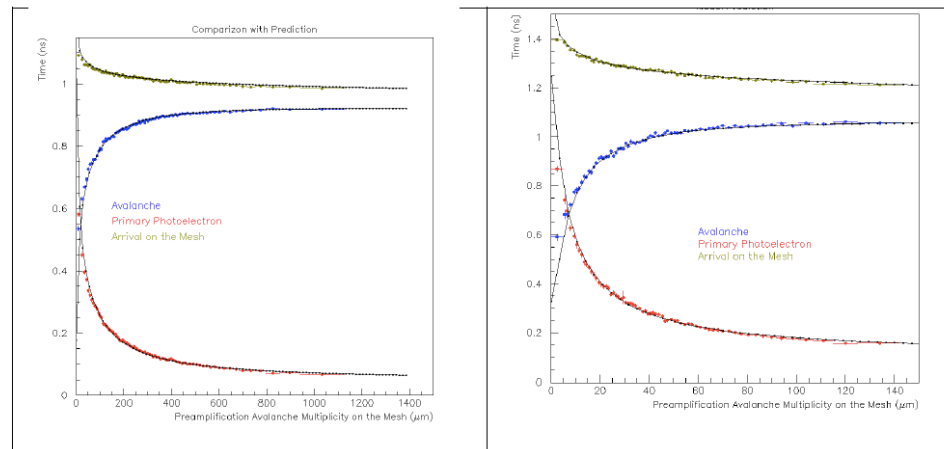 Comparizon with Prediction
Time (ns)
1
0.8
0.6
0.4
0.2
0
Avalanche
Primary Photoelectron
Arrival on the Mesh
0 200 400 600 800 1000 1200 1400
Preamplification Avalanche Multiplicity on the Mesh (μm)
Time (ns)
1.4
1.2
1
0.8
0.6
0.4
0.2
0
Avalanche
Primary Photoelectron
Arrival on the Mesh
0 20 40 60 80 100 120 140
Preamplification Avalanche Multiplicity on the Mesh (μm)